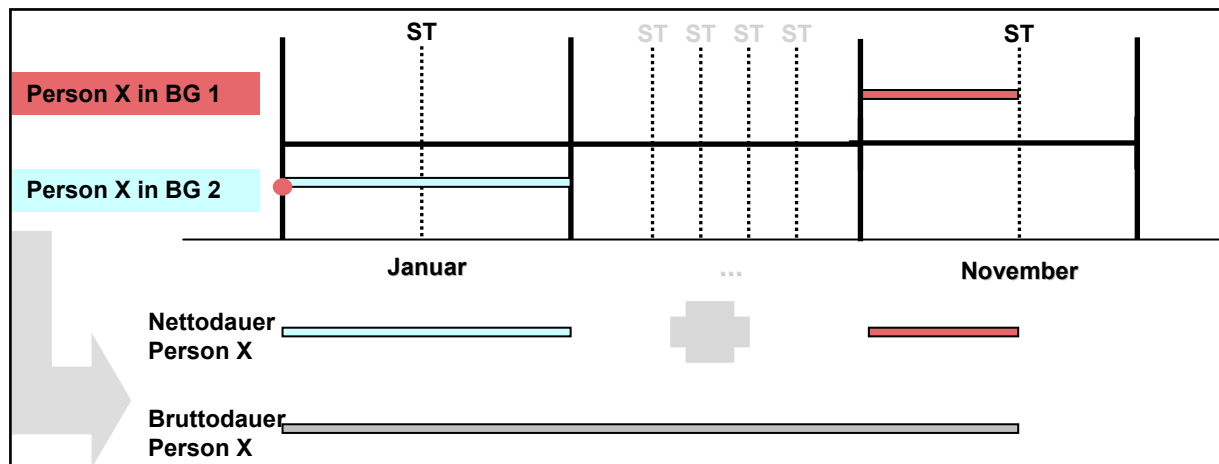 ST ST ST ST ST ST
Person X in BG 1
Person X in BG 2
Januar ... November
Nettodauer
Person X
Bruttodauer
Person X